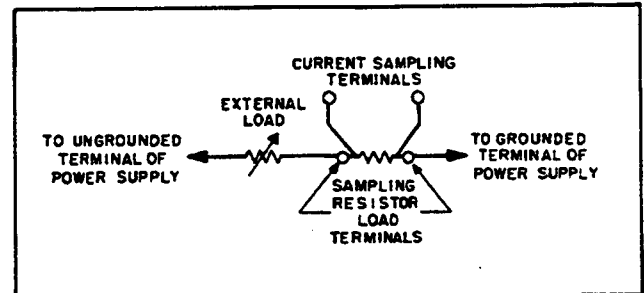 CURRENT SAMPLING
TERMINALS
EXTERNAL
LOAD
TO UNGROUNDED
TERMINAL OF
POWER SUPPLY
TO GROUNDED
TERMINAL OF
POWER SUPPLY
SAMPLING
RESISTOR
LOAD
TERMINALS